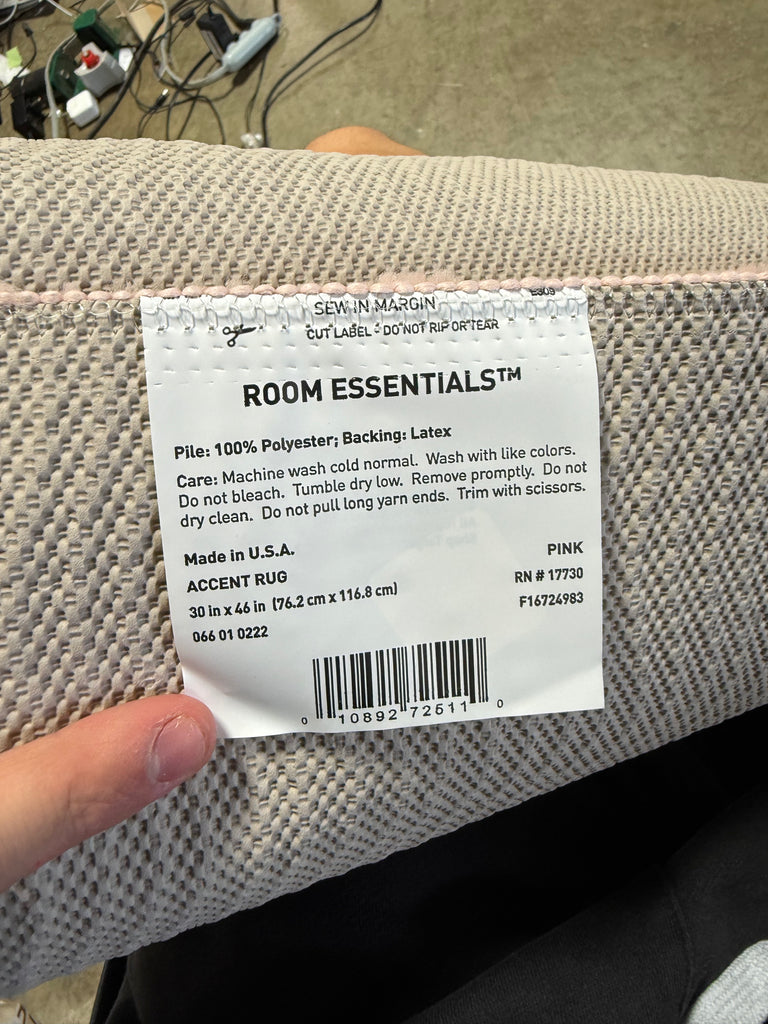 E309
SEW IN MARGIN
CUT LABEL - DO NOT RIP OR TEAR
ROOM ESSENTIALS™
Pile: 100% Polyester; Backing: Latex
Care: Machine wash cold normal. Wash with like colors.
Do not bleach. Tumble dry low. Remove promptly. Do not
dry clean. Do not pull long yarn ends. Trim with scissors.
Made in U.S.A.
PINK
ACCENT RUG
RN # 17730
30 in x 46 in (76.2 cm x 116.8 cm)
F16724983
066 01 0222
0 10892 72511 0